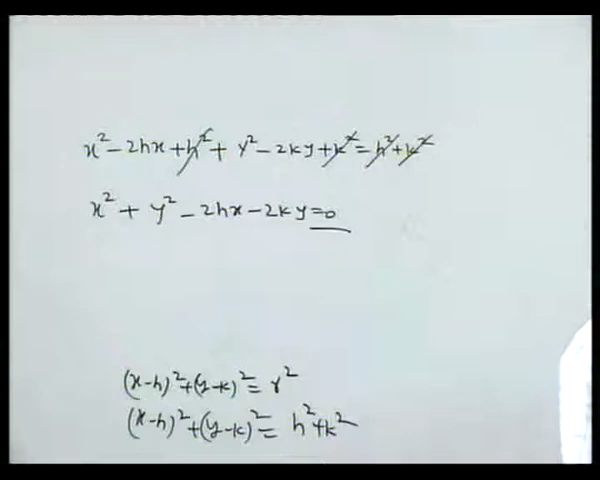 x² - 2hx + h² + y² - 2ky + k² = h² + k²
x² + y² - 2hx - 2ky = 0
(x-h)² + (y-k)² = r²
(x-h)² + (y-k)² = h² + k²